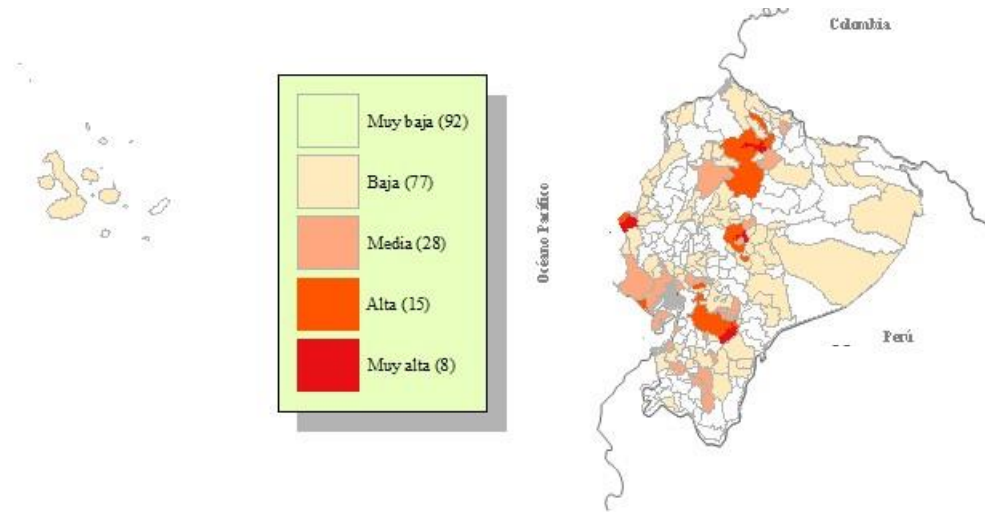 Colombia
Muy baja (92)
Baja (77)
Media (28)
Alta (15)
Muy alta (8)
Océano Pacífico
Perú